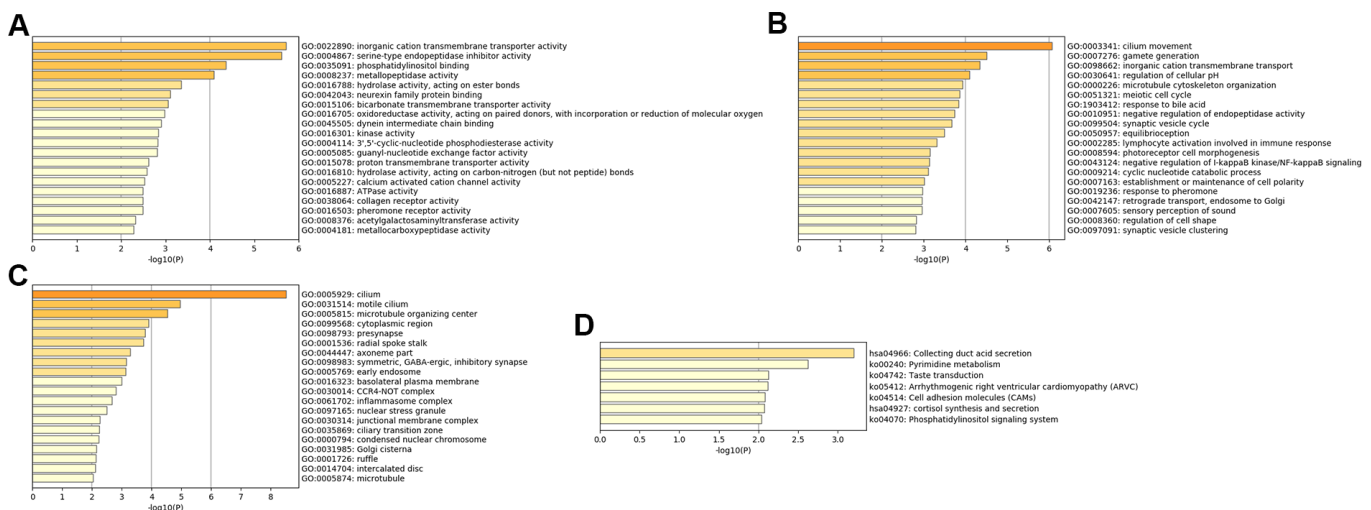 A
GO:0022890: inorganic cation transmembrane transporter activity
GO:0004867: serine-type endopeptidase inhibitor activity
GO:0035091: phosphatidylinositol binding
GO:0008237: metallopeptidase activity
GO:0016788: hydrolase activity, acting on ester bonds
GO:0042043: neurexin family protein binding
GO:0015106: bicarbonate transmembrane transporter activity
GO:0016705: oxidoreductase activity, acting on paired donors, with incorporation or reduction of molecular oxygen
GO:0045505: dynein intermediate chain binding
GO:0016301: kinase activity
GO:0004114: 3',5'-cyclic-nucleotide phosphodiesterase activity
GO:0005085: guanyl-nucleotide exchange factor activity
GO:0015078: proton transmembrane transporter activity
GO:0016810: hydrolase activity, acting on carbon-nitrogen (but not peptide) bonds
GO:0005227: calcium activated cation channel activity
GO:0016887: ATPase activity
GO:0038064: collagen receptor activity
GO:0016503: pheromone receptor activity
GO:0008376: acetylgalactosaminyltransferase activity
GO:0004181: metallocarboxypeptidase activity
0 1 2 3 4 5 6
-log10(P)
B
GO:0003341: cilium movement
GO:0007276: gamete generation
GO:0098662: inorganic cation transmembrane transport
GO:0030641: regulation of cellular pH
GO:0000226: microtubule cytoskeleton organization
GO:0051321: meiotic cell cycle
GO:1903412: response to bile acid
GO:0010951: negative regulation of endopeptidase activity
GO:0099504: synaptic vesicle cycle
GO:0050957: equilibrioception
GO:0002285: lymphocyte activation involved in immune response
GO:0008594: photoreceptor cell morphogenesis
GO:0043124: negative regulation of I-kappaB kinase/NF-kappaB signaling
GO:0009214: cyclic nucleotide catabolic process
GO:0007163: establishment or maintenance of cell polarity
GO:0019236: response to pheromone
GO:0042147: retrograde transport, endosome to Golgi
GO:0007605: sensory perception of sound
GO:0008360: regulation of cell shape
GO:0097091: synaptic vesicle clustering
0 1 2 3 4 5 6
-log10(P)
C
GO:0005929: cilium
GO:0031514: motile cilium
GO:0005815: microtubule organizing center
GO:0099568: cytoplasmic region
GO:0098793: presynapse
GO:0001536: radial spoke stalk
GO:0044447: axoneme part
GO:0098983: symmetric, GABA-ergic, inhibitory synapse
GO:0005769: early endosome
GO:0016323: basolateral plasma membrane
GO:0030014: CCR4-NOT complex
GO:0061702: inflammasome complex
GO:0097165: nuclear stress granule
GO:0030314: junctional membrane complex
GO:0035869: ciliary transition zone
GO:0000794: condensed nuclear chromosome
GO:0031985: Golgi cisterna
GO:0001726: ruffle
GO:0014704: intercalated disc
GO:0005874: microtubule
0 1 2 3 4 5 6 7 8
-log10(P)
D
hsa04966: Collecting duct acid secretion
ko00240: Pyrimidine metabolism
ko04742: Taste transduction
ko05412: Arrhythmogenic right ventricular cardiomyopathy (ARVC)
ko04514: Cell adhesion molecules (CAMs)
hsa04927: cortisol synthesis and secretion
ko04070: Phosphatidylinositol signaling system
0.0 0.5 1.0 1.5 2.0 2.5 3.0
-log10(P)